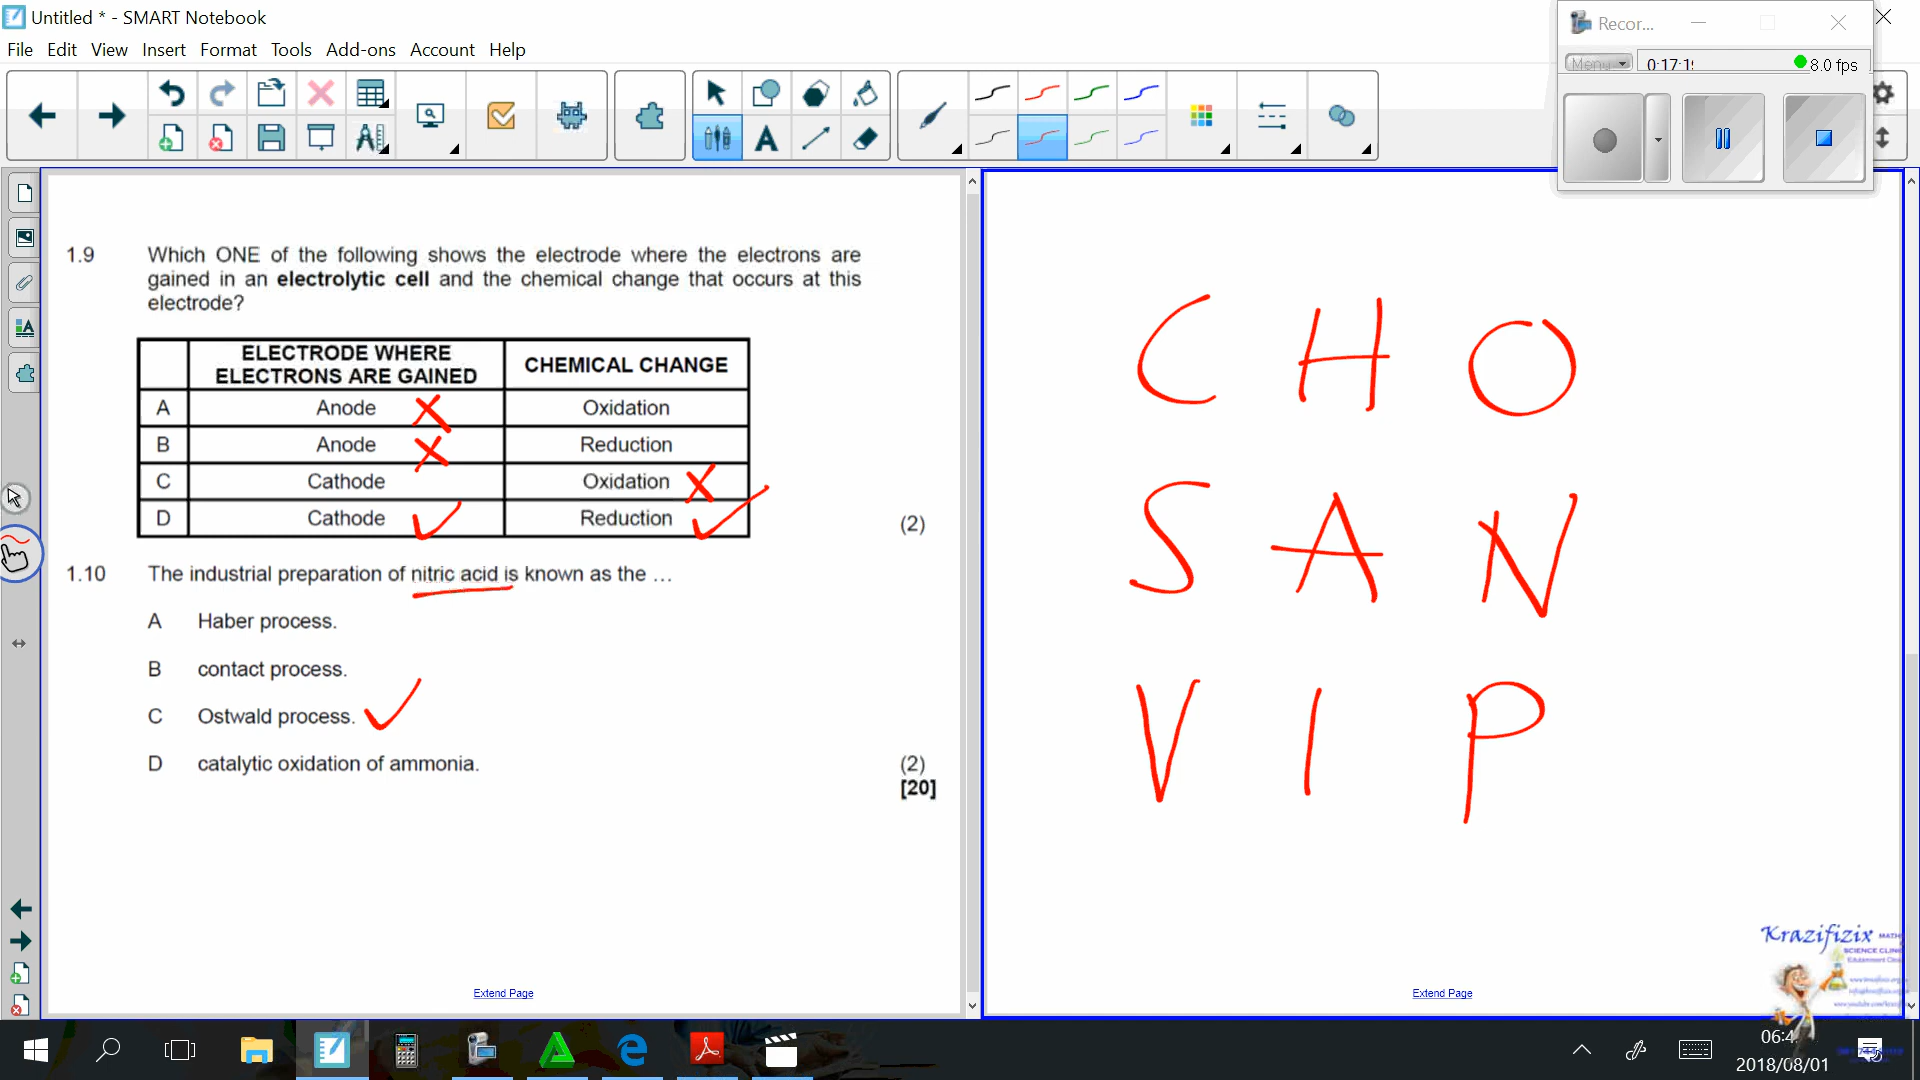 Untitled * - SMART Notebook
File Edit View Insert Format Tools Add-ons Account Help
Recor...
Menu
8.0 fps
1.9 Which ONE of the following shows the electrode where the electrons are
gained in an electrolytic cell and the chemical change that occurs at this
electrode?
ELECTRODE WHERE ELECTRONS ARE GAINED CHEMICAL CHANGE
A Anode Oxidation
B Anode Reduction
C Cathode Oxidation
D Cathode Reduction
(2)
1.10 The industrial preparation of nitric acid is known as the ...
A Haber process.
B contact process.
C Ostwald process.
D catalytic oxidation of ammonia.
(2)
[20]
Extend Page
C H O
S A N
V I P
Krazifizix
SCIENCE CLINIC
Extend Page
2018/08/01